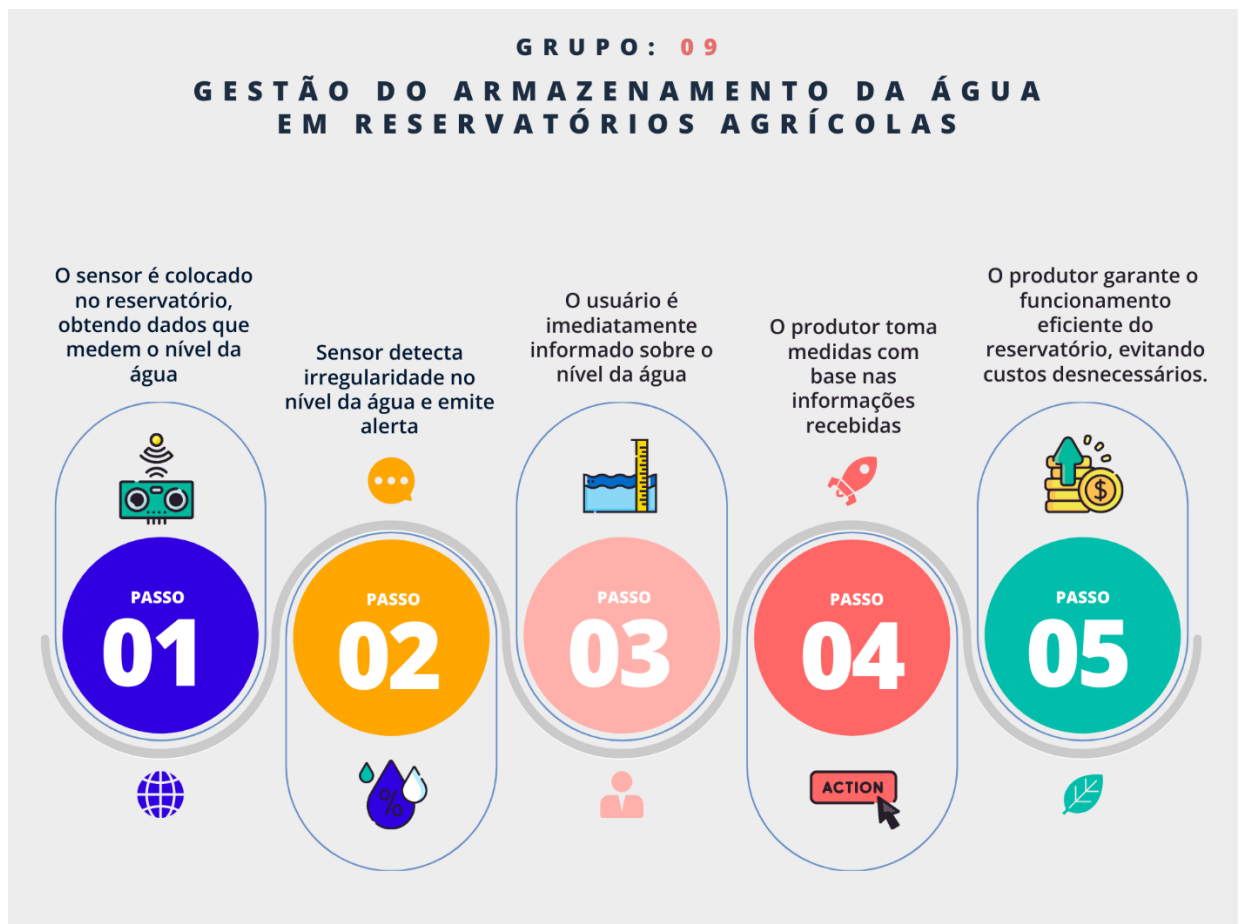 GRUPO: 09
GESTÃO DO ARMAZENAMENTO DA ÁGUA
EM RESERVATÓRIOS AGRÍCOLAS
O sensor é colocado
no reservatório,
obtendo dados que
medem o nível da
água
Sensor detecta
irregularidade no
nível da água e emite
alerta
O usuário é
imediatamente
informado sobre o
nível da água
O produtor toma
medidas com
base nas
informações
recebidas
O produtor garante o
funcionamento
eficiente do
reservatório, evitando
custos desnecessários.
PASSO
01
PASSO
02
PASSO
03
PASSO
04
PASSO
05
$
%
ACTION